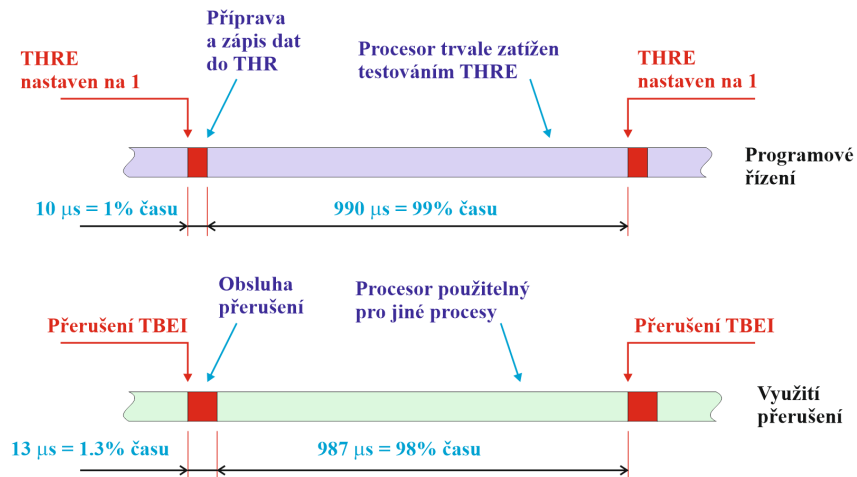 Příprava
a zápis dat
do THR
Procesor trvale zatížen
testováním THRE
THRE
nastaven na 1
THRE
nastaven na 1
Programové
řízení
10 μs = 1% času
990 μs = 99% času
Obsluha
přerušení
Procesor použitelný
pro jiné procesy
Přerušení TBEI
Přerušení TBEI
Využití
přerušení
13 μs = 1.3% času
987 μs = 98% času